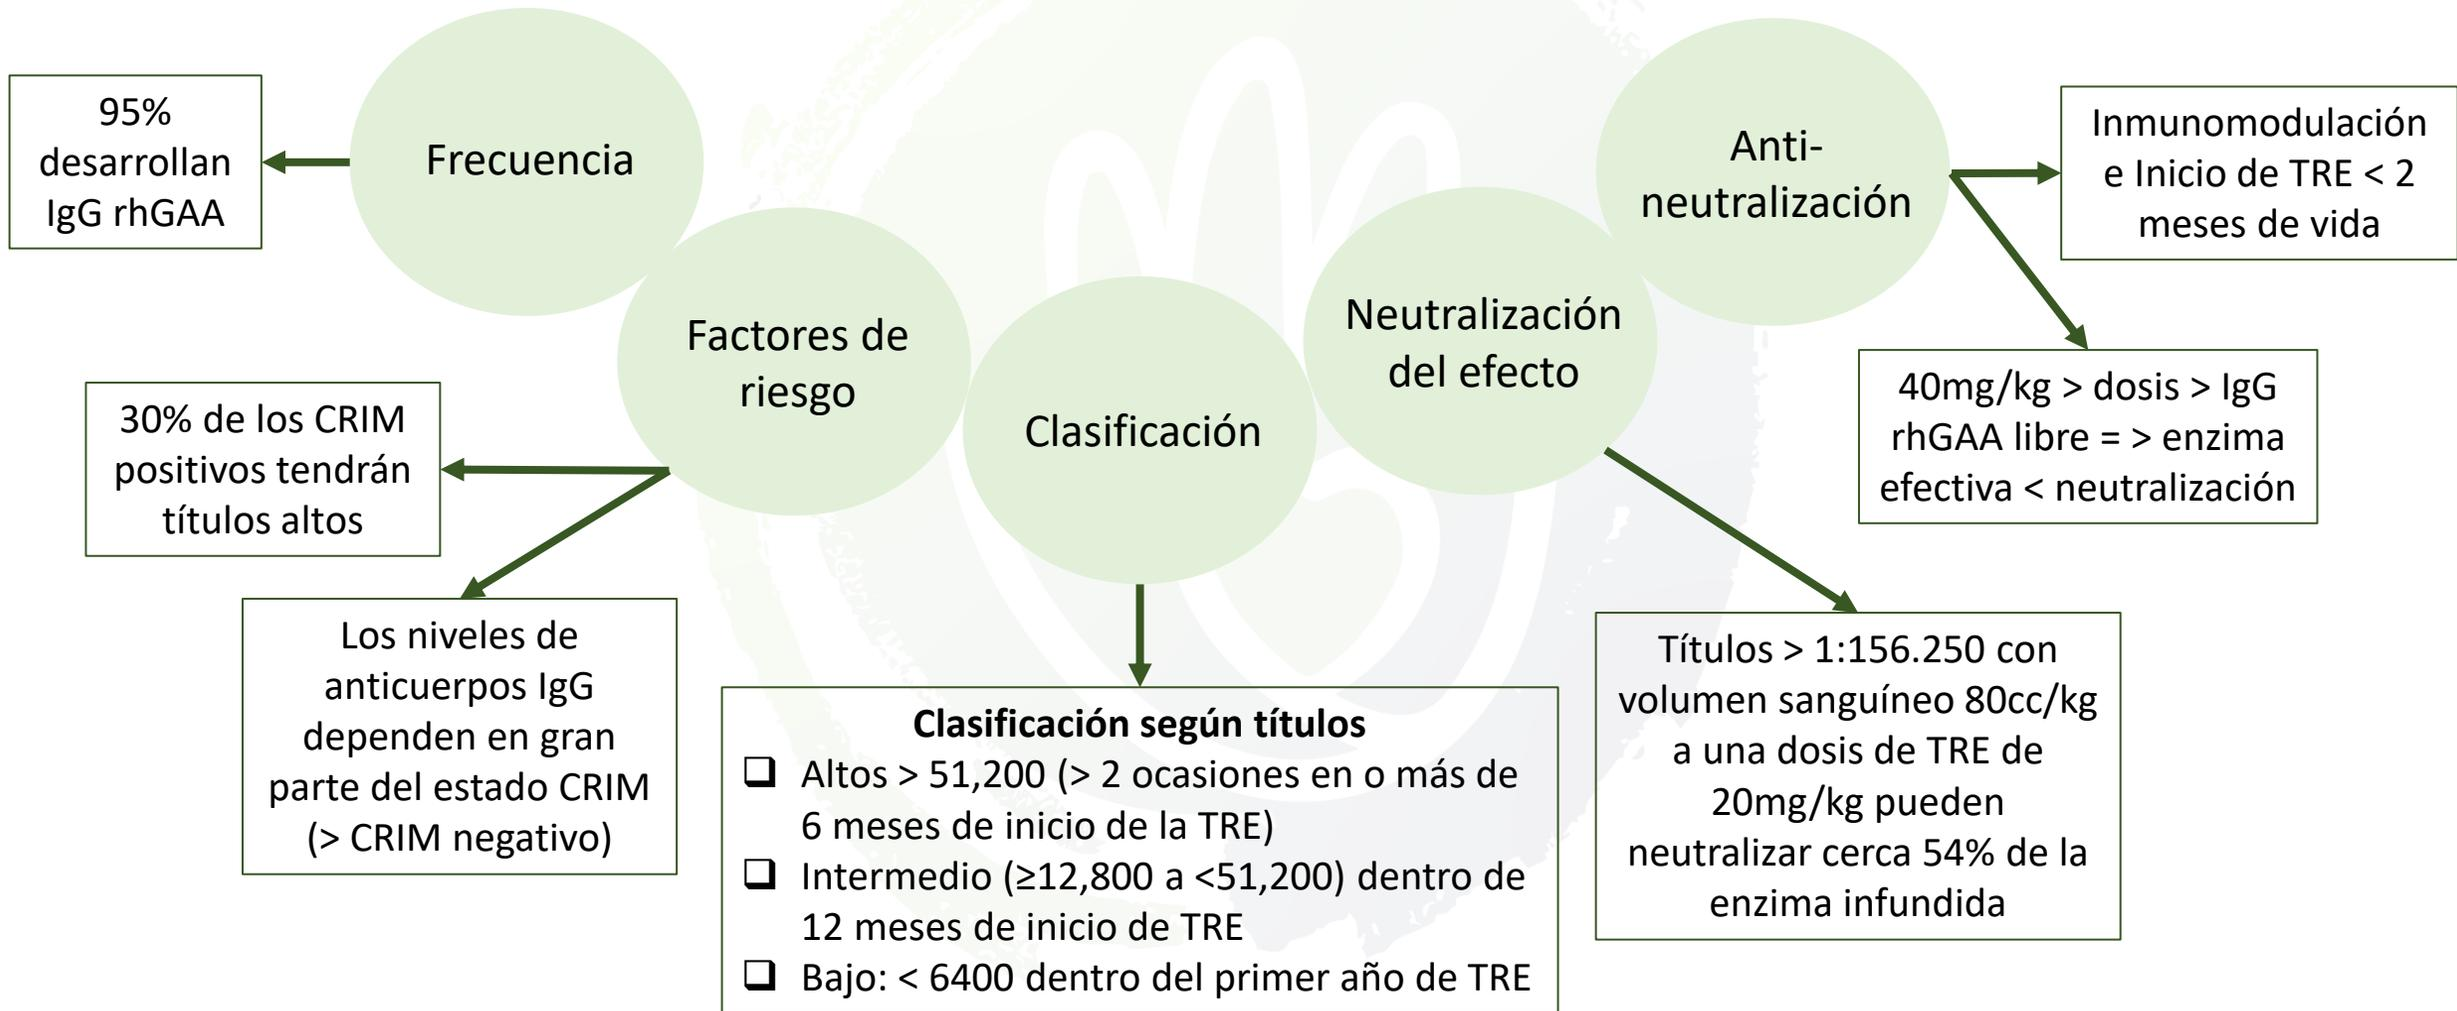 Frecuencia
95%
desarrollan
IgG rhGAA
Factores de
riesgo
30% de los CRIM
positivos tendrán
títulos altos
Los niveles de
anticuerpos IgG
dependen en gran
parte del estado CRIM
(> CRIM negativo)
Clasificación
Clasificación según títulos
❑ Altos > 51,200 (> 2 ocasiones en o más de
6 meses de inicio de la TRE)
❑ Intermedio (≥12,800 a <51,200) dentro de
12 meses de inicio de TRE
❑ Bajo: < 6400 dentro del primer año de TRE
Neutralización
del efecto
Títulos > 1:156.250 con
volumen sanguíneo 80cc/kg
a una dosis de TRE de
20mg/kg pueden
neutralizar cerca 54% de la
enzima infundida
Anti-
neutralización
Inmunomodulación
e Inicio de TRE < 2
meses de vida
40mg/kg > dosis > IgG
rhGAA libre = > enzima
efectiva < neutralización